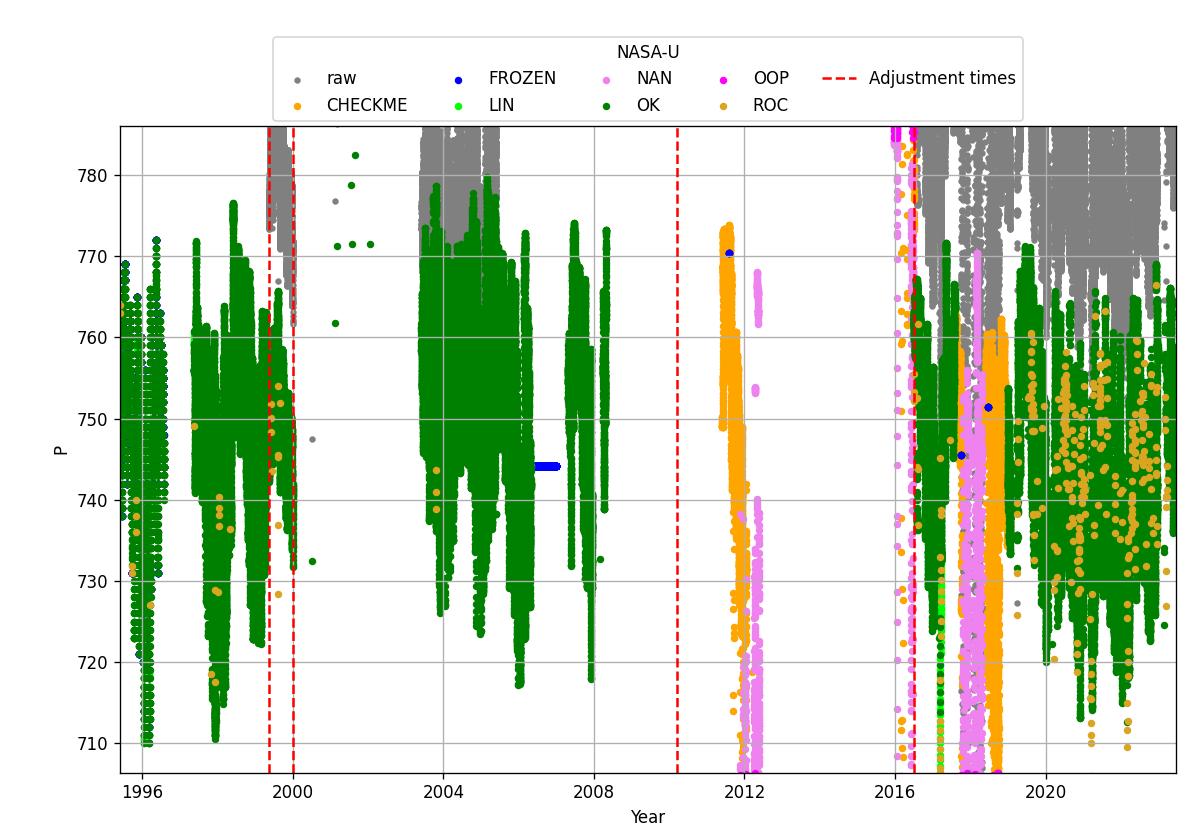 NASA-U
raw FROZEN NAN OOP Adjustment times
CHECKME LIN OK ROC
780
770
760
750
740
730
720
710
P
1996 2000 2004 2008 2012 2016 2020
Year